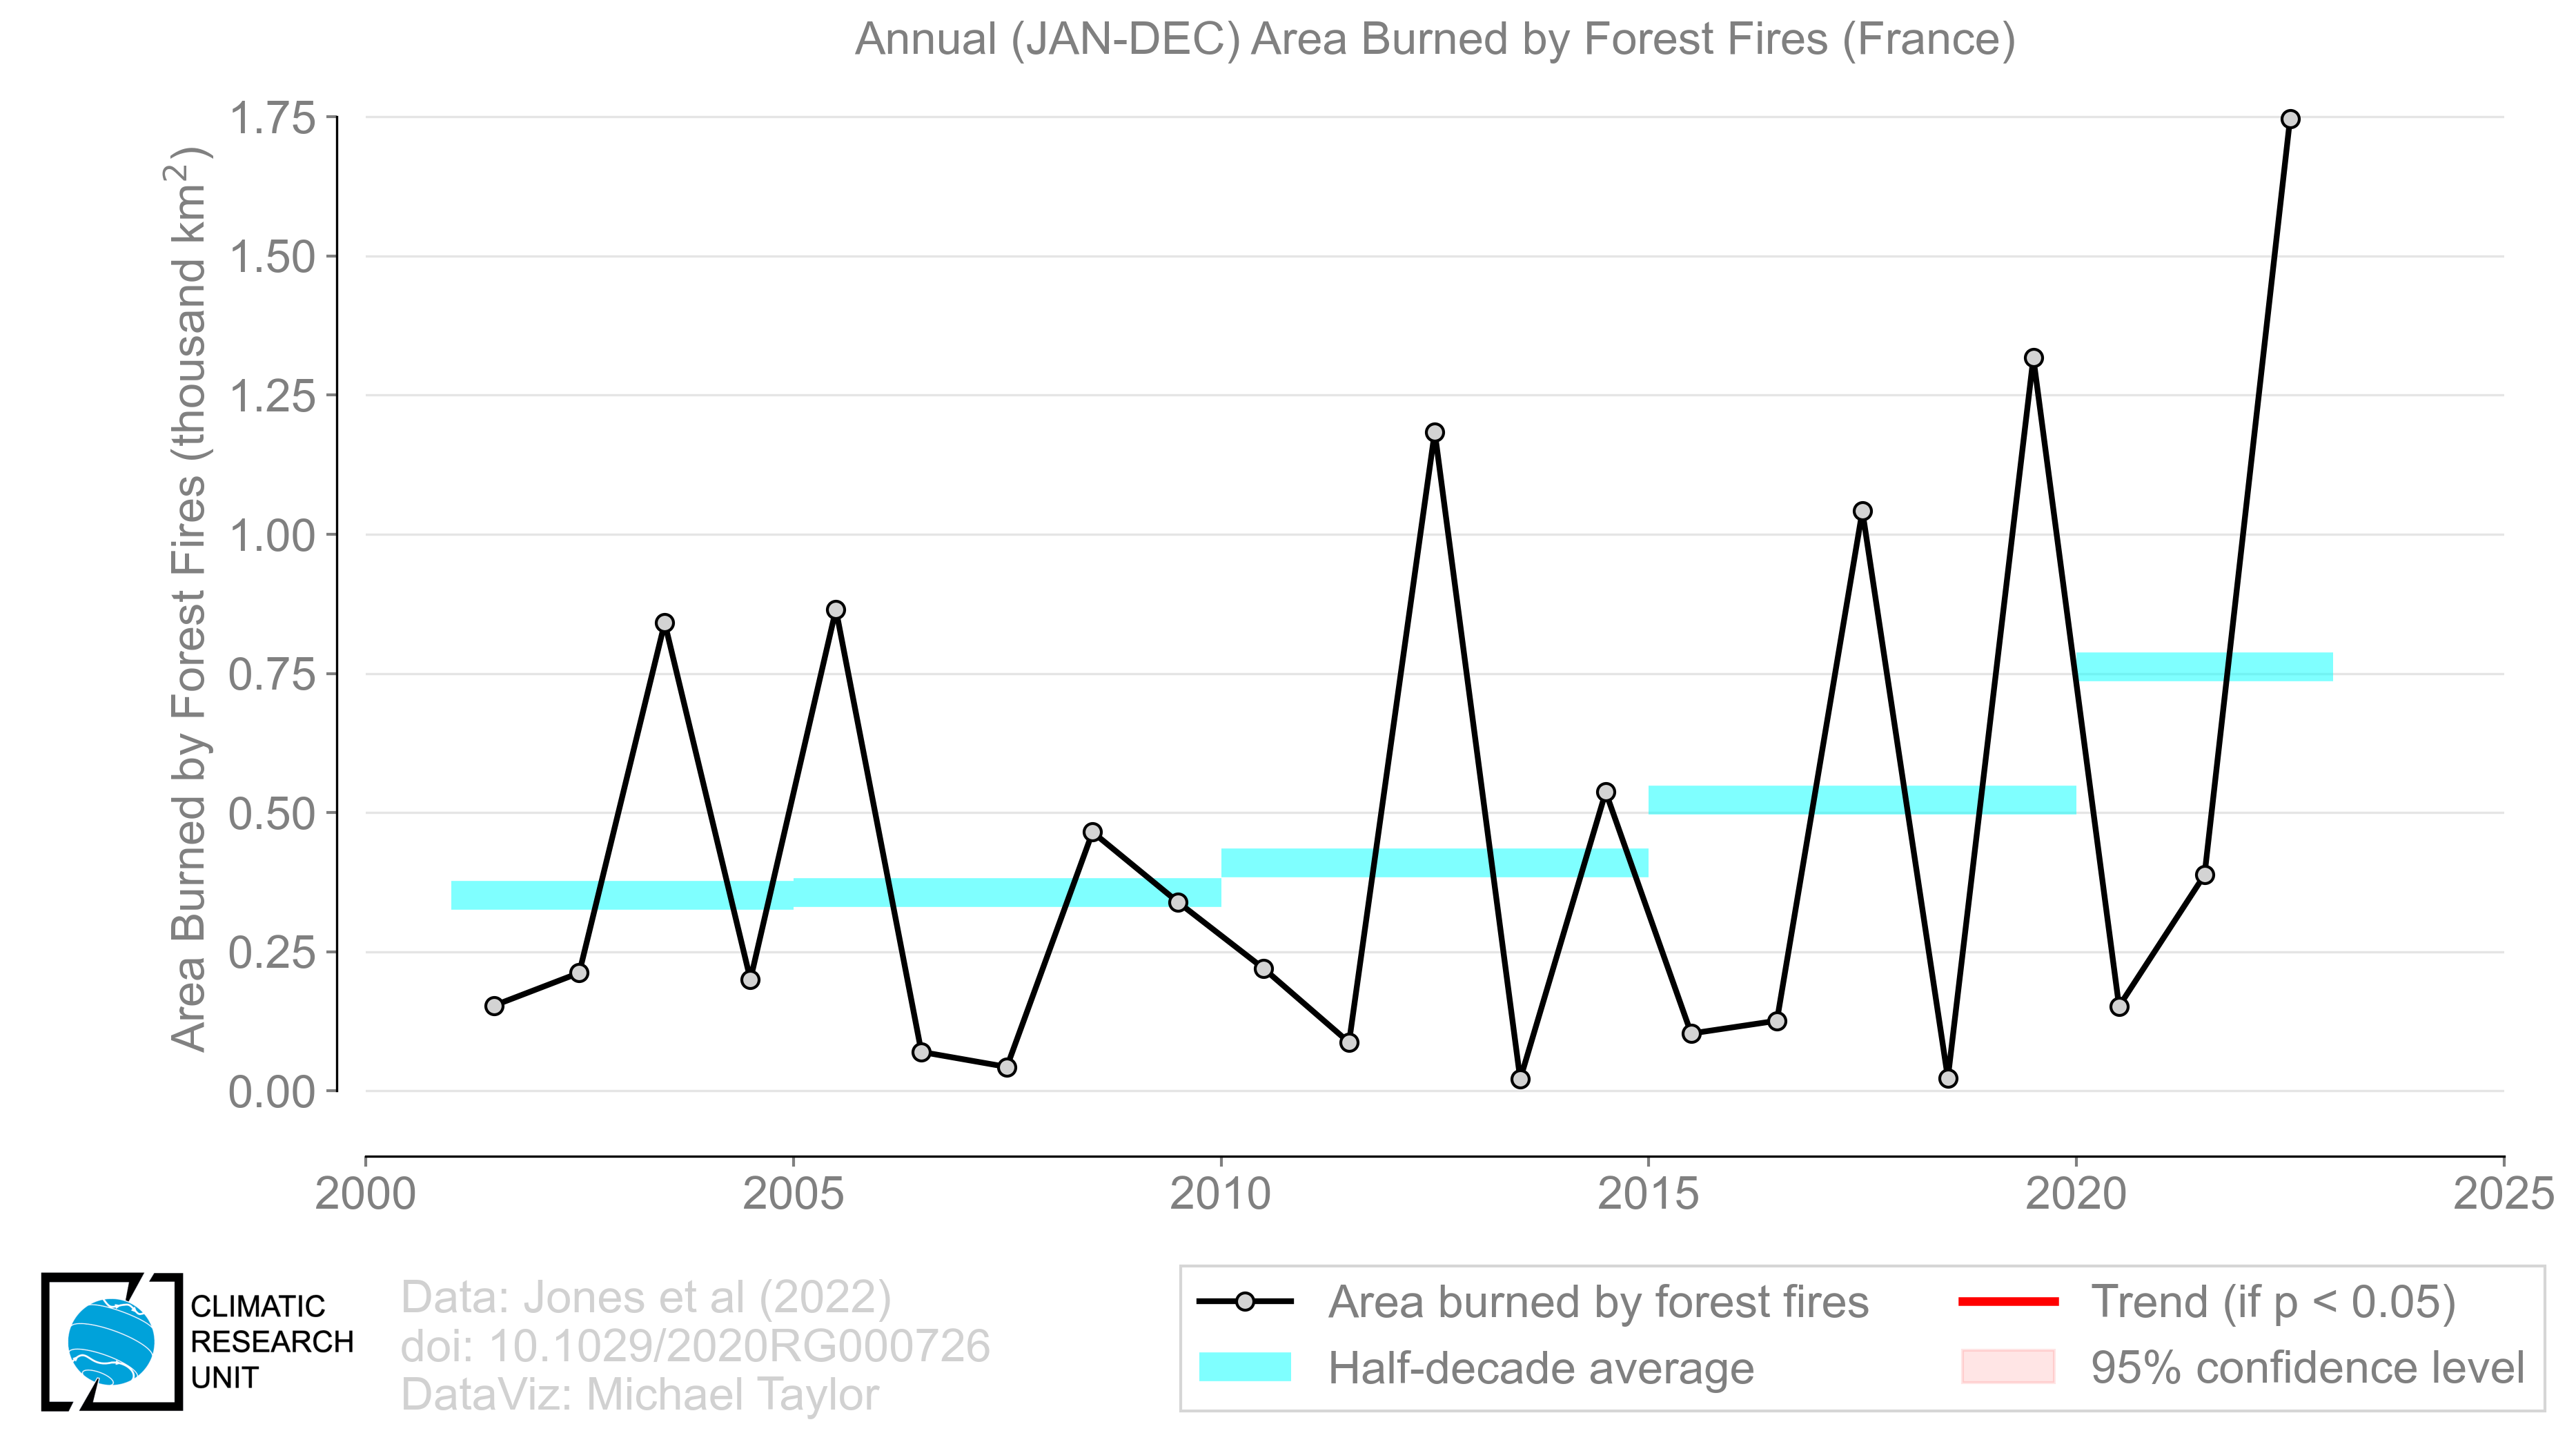 Annual (JAN-DEC) Area Burned by Forest Fires (France)
Area Burned by Forest Fires (thousand km²)
1.75
1.50
1.25
1.00
0.75
0.50
0.25
0.00
2000 2005 2010 2015 2020 2025
CLIMATIC
RESEARCH
UNIT
Data: Jones et al (2022)
doi: 10.1029/2020RG000726
DataViz: Michael Taylor
Area burned by forest fires
Half-decade average
Trend (if p < 0.05)
95% confidence level